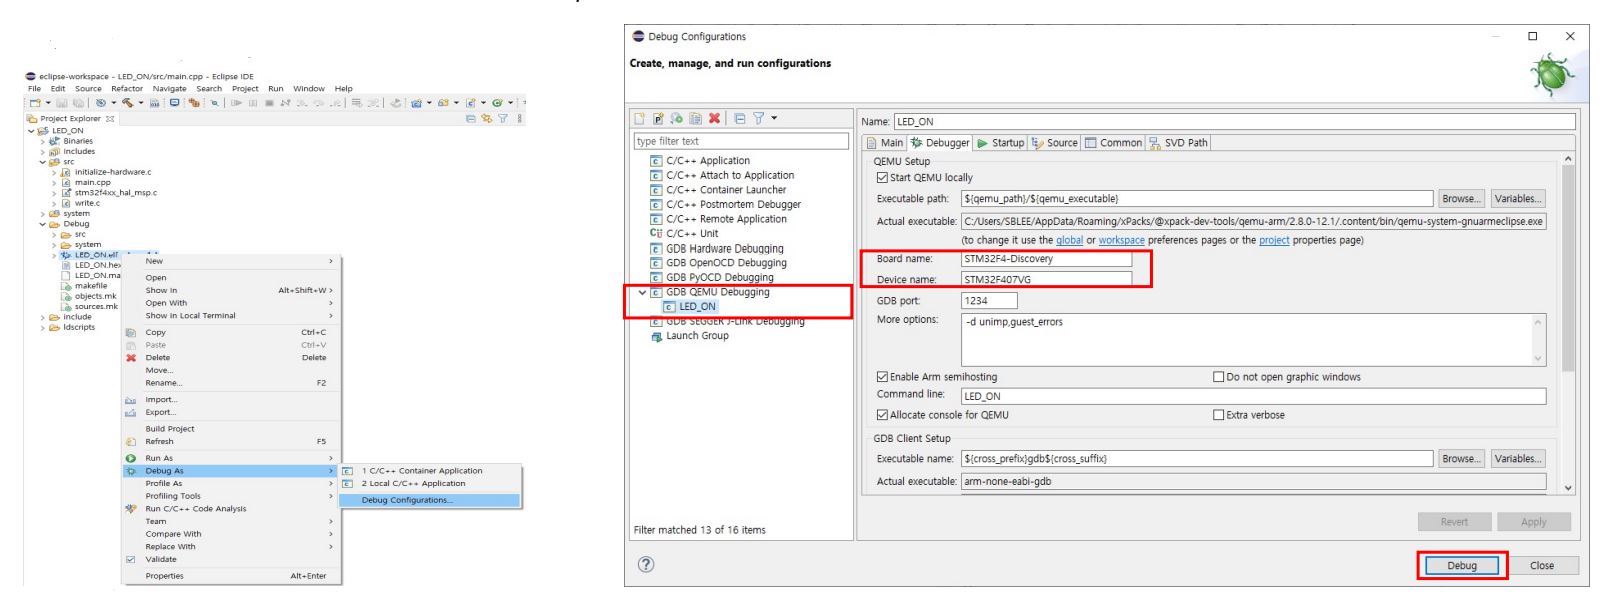 eclipse-workspace - LED_ON/src/main.cpp - Eclipse IDE
File Edit Source Refactor Navigate Search Project Run Window Help
Project Explorer
LED_ON
Binaries
Includes
src
initialize-hardware
main.cpp
stm32f4xx_hal_msp.c
write.c
system
Debug
src
system
LED_ON.elf
LED_ON.hex
LED_ON.ma
makefile
objects.mk
sources.mk
include
ldscripts
New
Open
Show In Alt+Shift+W >
Open With
Show in Local Terminal
Copy Ctrl+C
Paste Ctrl+V
Delete Delete
Move...
Rename... F2
Import...
Export...
Build Project
Refresh F5
Run As
Debug As
Profile As
Profiling Tools
Run C/C++ Code Analysis
Team
Compare With
Replace With
Validate
Properties Alt+Enter
1 C/C++ Container Application
2 Local C/C++ Application
Debug Configurations...
Debug Configurations
Create, manage, and run configurations
type filter text
C/C++ Application
C/C++ Attach to Application
C/C++ Container Launcher
C/C++ Postmortem Debugger
C/C++ Remote Application
C/C++ Unit
GDB Hardware Debugging
GDB OpenOCD Debugging
GDB PyOCD Debugging
GDB QEMU Debugging
LED_ON
GDB SEGGER J-Link Debugging
Launch Group
Filter matched 13 of 16 items
Name: LED_ON
Main Debugger Startup Source Common SVD Path
QEMU Setup
Start QEMU locally
Executable path: ${qemu_path}/${qemu_executable} Browse... Variables...
Actual executable: C:/Users/SBLEE/AppData/Roaming/xPacks/@xpack-dev-tools/qemu-arm/2.8.0-12.1/.content/bin/qemu-system-gnuarmeclipse.exe
(to change it use the global or workspace preferences pages or the project properties page)
Board name: STM32F4-Discovery
Device name: STM32F407VG
GDB port: 1234
More options: -d unimp,guest_errors
Enable Arm semihosting Do not open graphic windows
Command line: LED_ON
Allocate console for QEMU Extra verbose
GDB Client Setup
Executable name: ${cross_prefix}gdb${cross_suffix} Browse... Variables...
Actual executable: arm-none-eabi-gdb
Revert Apply
Debug Close